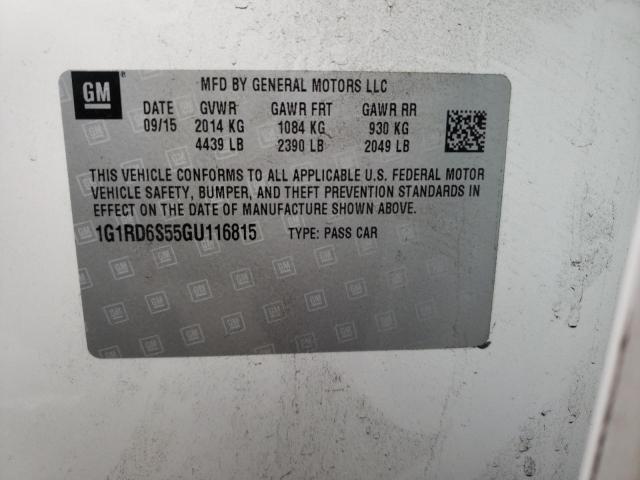 GM
MFD BY GENERAL MOTORS LLC
DATE GVWR GAWR FRT GAWR RR
09/15 2014 KG 1084 KG 930 KG
4439 LB 2390 LB 2049 LB
THIS VEHICLE CONFORMS TO ALL APPLICABLE U.S. FEDERAL MOTOR
VEHICLE SAFETY, BUMPER, AND THEFT PREVENTION STANDARDS IN
EFFECT ON THE DATE OF MANUFACTURE SHOWN ABOVE.
1G1RD6S55GU116815 TYPE: PASS CAR